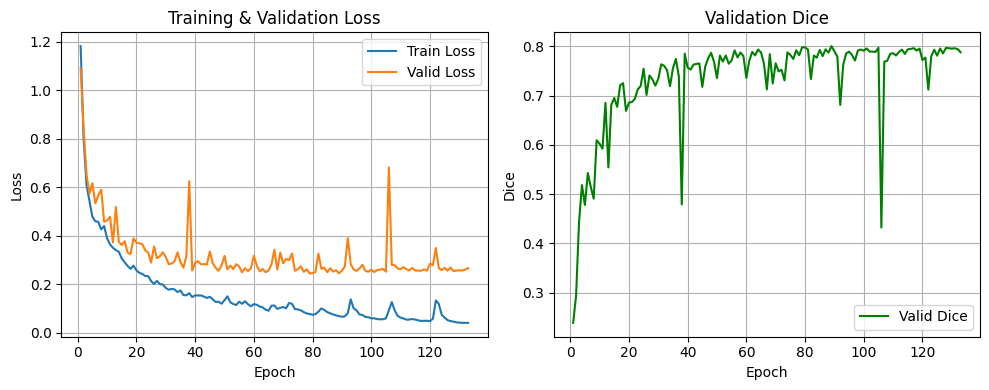 Training & Validation Loss
Train Loss
Valid Loss
Loss
1.2
1.0
0.8
0.6
0.4
0.2
0.0
0 20 40 60 80 100 120
Epoch
Validation Dice
Dice
0.8
0.7
0.6
0.5
0.4
0.3
Valid Dice
0 20 40 60 80 100 120
Epoch